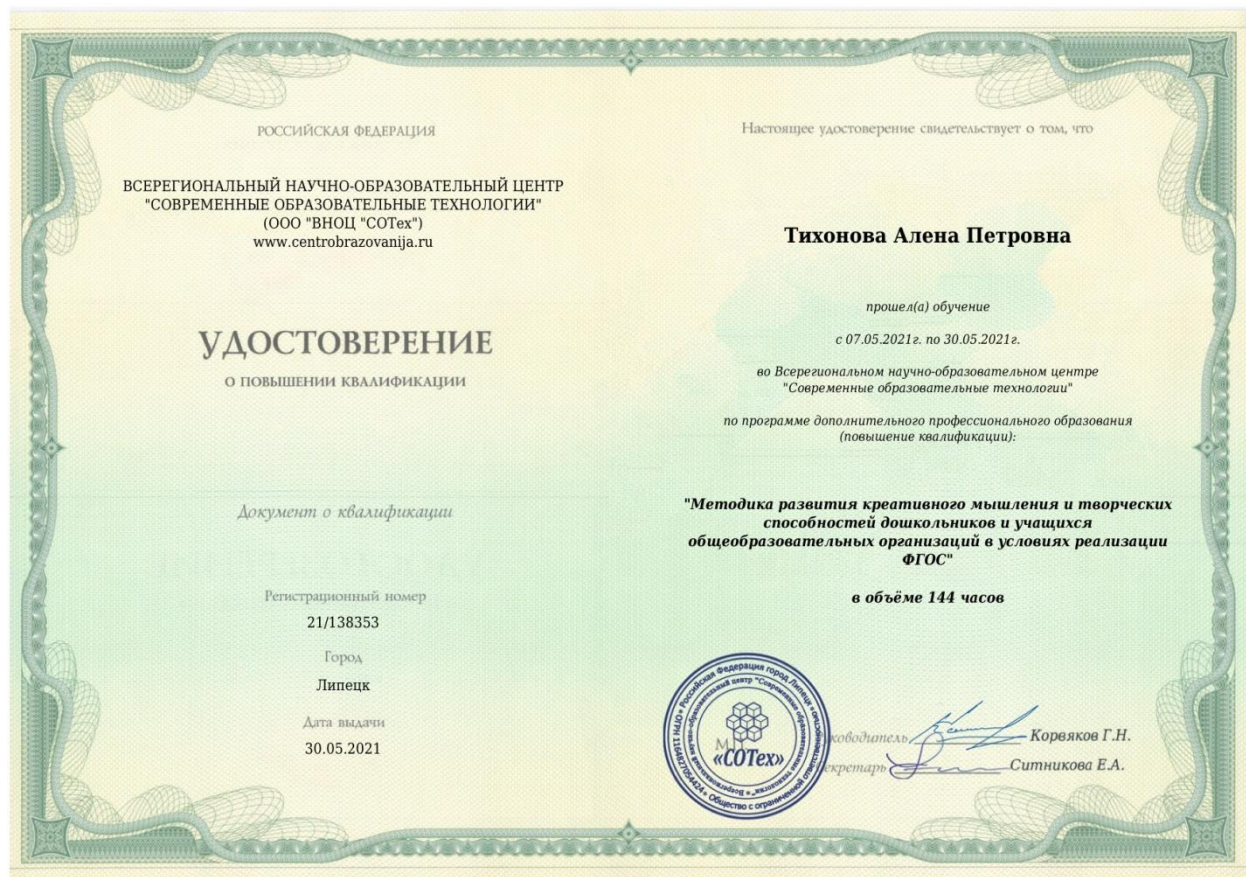 РОССИЙСКАЯ ФЕДЕРАЦИЯ
ВСЕРЕГИОНАЛЬНЫЙ НАУЧНО-ОБРАЗОВАТЕЛЬНЫЙ ЦЕНТР
"СОВРЕМЕННЫЕ ОБРАЗОВАТЕЛЬНЫЕ ТЕХНОЛОГИИ"
(ООО "ВНОЦ "СОТех")
www.centrobrazovanija.ru
УДОСТОВЕРЕНИЕ
О ПОВЫШЕНИИ КВАЛИФИКАЦИИ
Документ о квалификации
Регистрационный номер
21/138353
Город
Липецк
Дата выдачи
30.05.2021
Настоящее удостоверение свидетельствует о том, что
Тихонова Алена Петровна
прошел(а) обучение
с 07.05.2021г. по 30.05.2021г.
во Всерегиональном научно-образовательном центре
"Современные образовательные технологии"
по программе дополнительного профессионального образования
(повышение квалификации):
"Методика развития креативного мышления и творческих
способностей дошкольников и учащихся
общеобразовательных организаций в условиях реализации
ФГОС"
в объёме 144 часов
Корвяков Г.Н.
Ситникова Е.А.
«СОТех»